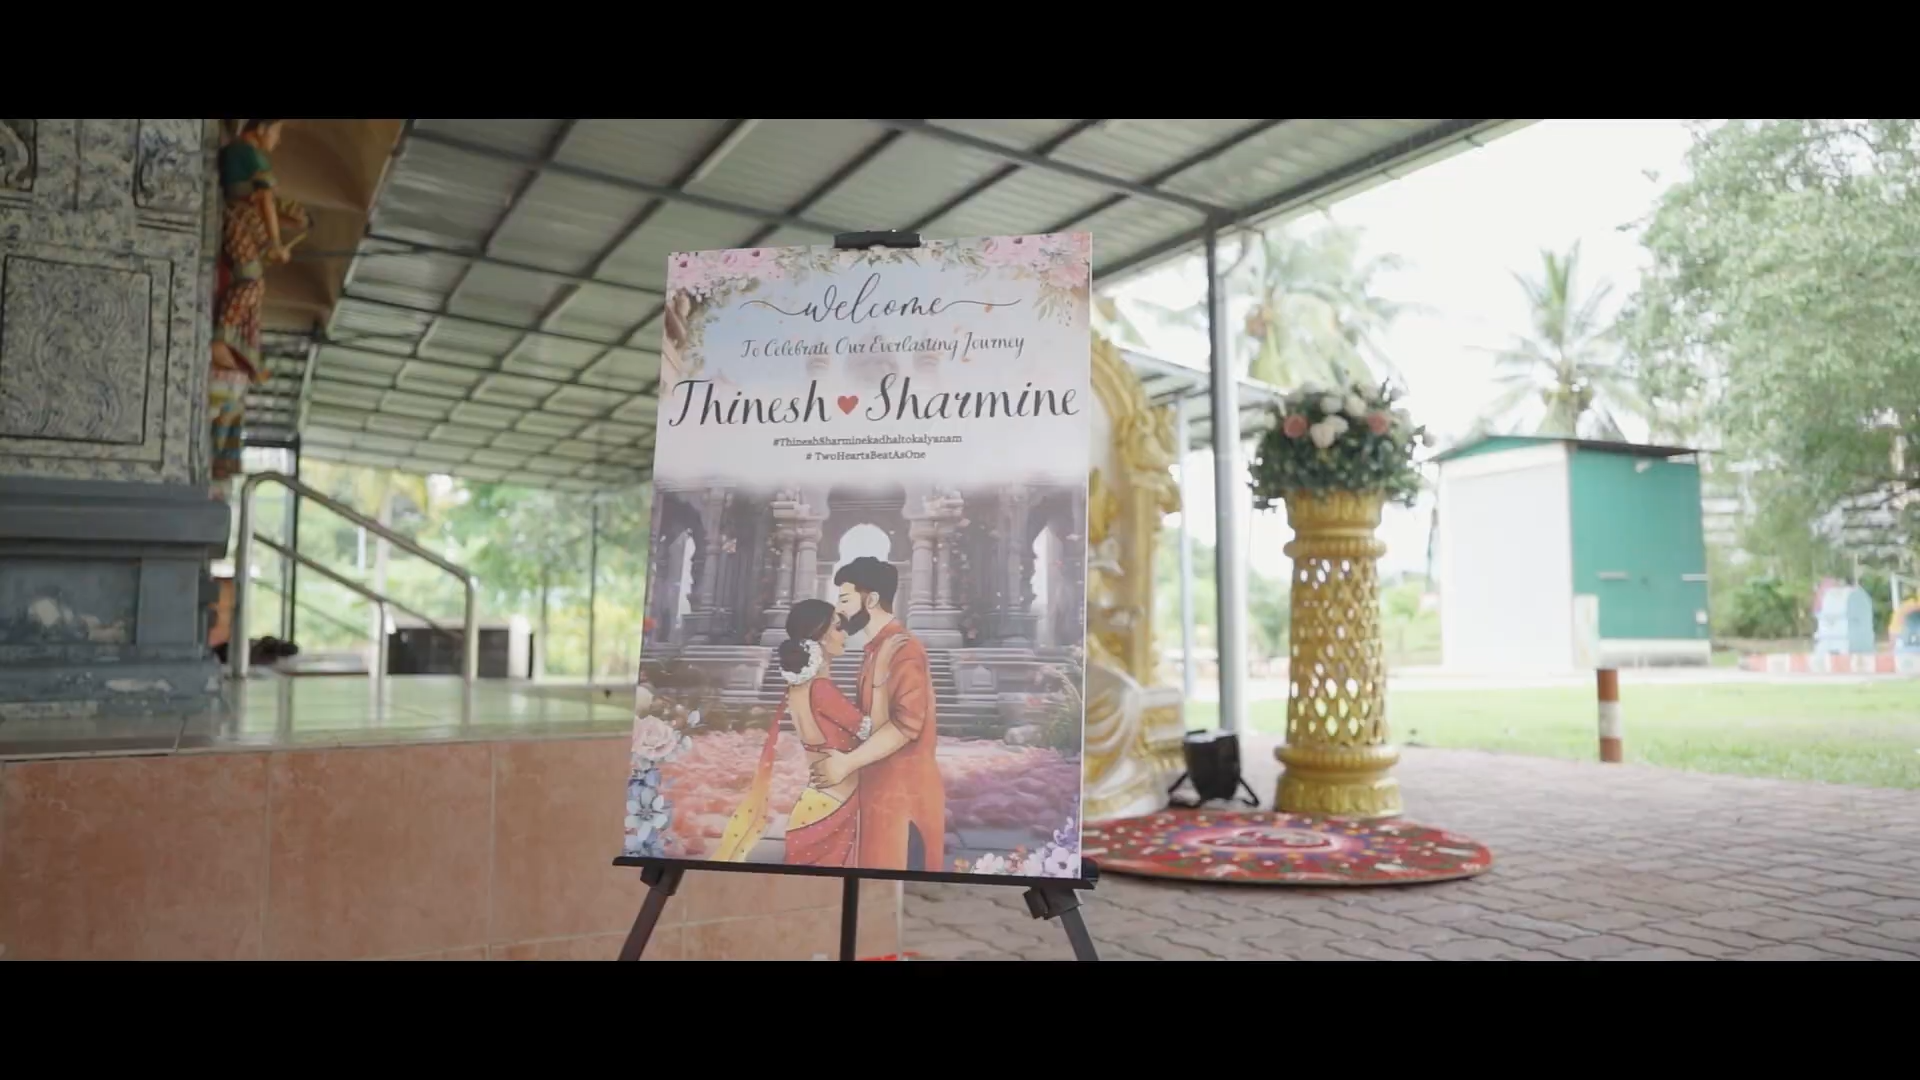 welcome
To Celebrate Our Everlasting Journey
Thinesh ♥ Sharmine
#ThineshSharminekadhaltokalyanam
# TwoHeartsBeatAsOne